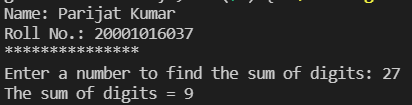 Name: Parijat Kumar
Roll No.: 20001016037
***************
Enter a number to find the sum of digits: 27
The sum of digits = 9